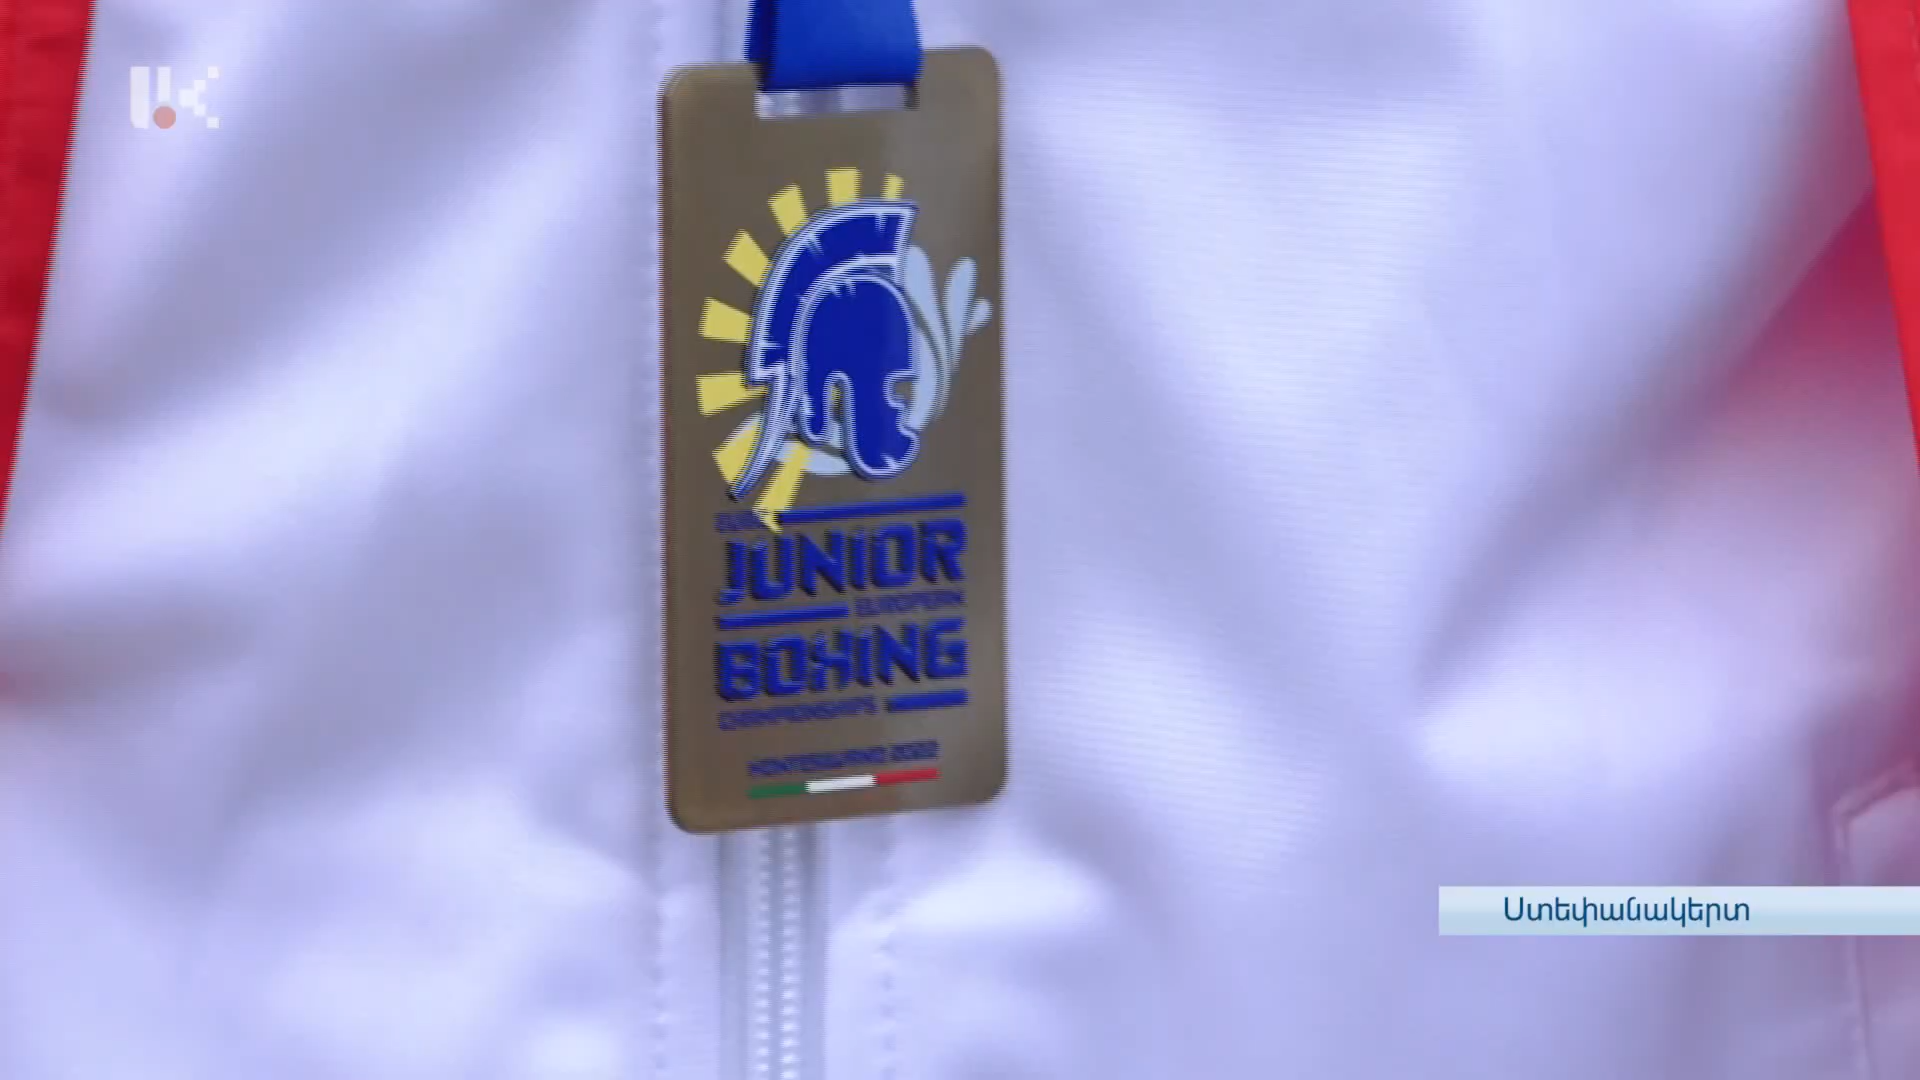 JUNIOR
EUROPEAN
BOXING
CHAMPIONSHIPS
MONTESILVANO 2022
Ստեփանակերտ